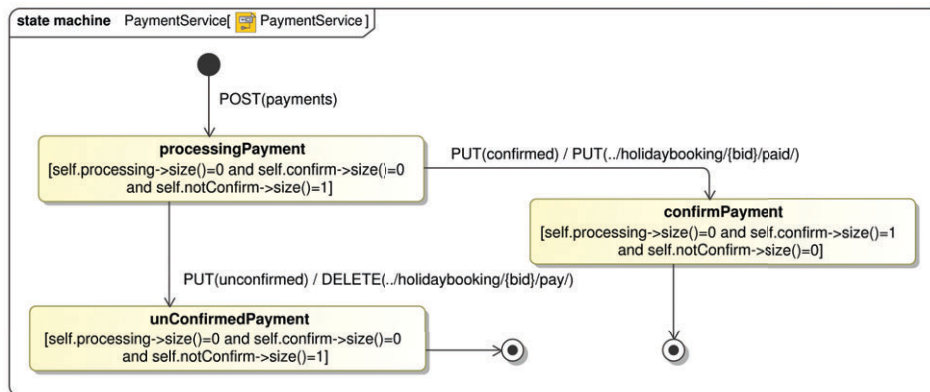 state machine PaymentService[ PaymentService ]
POST(payments)
processingPayment
[self.processing->size()=0 and self.confirm->size()=0
and self.notConfirm->size()=1]
PUT(confirmed) / PUT(../holidaybooking/{bid}/paid/)
confirmPayment
[self.processing->size()=0 and self.confirm->size()=1
and self.notConfirm->size()=0]
PUT(unconfirmed) / DELETE(../holidaybooking/{bid}/pay/)
unConfirmedPayment
[self.processing->size()=0 and self.confirm->size()=0
and self.notConfirm->size()=1]